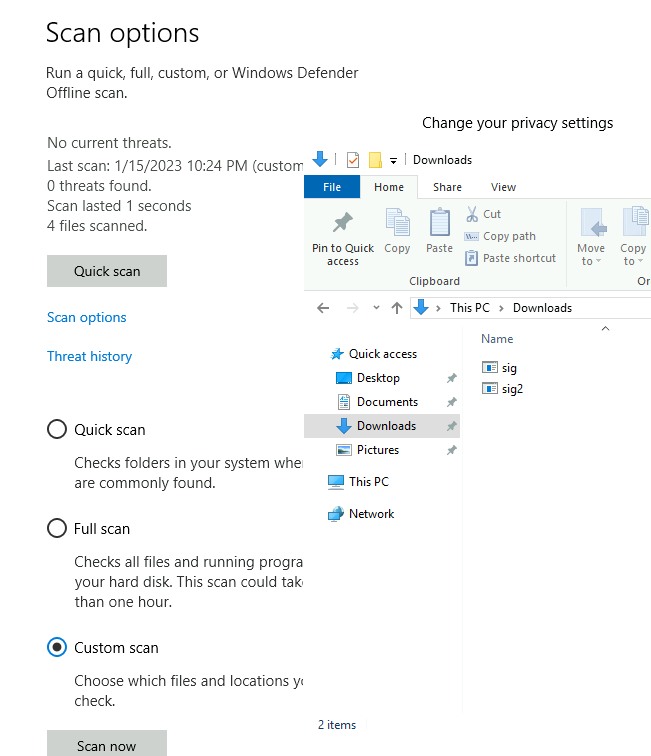 Scan options
Run a quick, full, custom, or Windows Defender
Offline scan.
No current threats.
Last scan: 1/15/2023 10:24 PM (custom
0 threats found.
Scan lasted 1 seconds
4 files scanned.
Quick scan
Scan options
Threat history
Quick scan
Checks folders in your system whe
are commonly found.
Full scan
Checks all files and running progra
your hard disk. This scan could tak
than one hour.
Custom scan
Choose which files and locations yo
check.
Scan now
Change your privacy settings
Downloads
File Home Share View
Pin to Quick
access
Copy
Paste
Cut
Copy path
Paste shortcut
Move
to
Copy
to
Clipboard
Or
This PC > Downloads
Name
Quick access
Desktop
Documents
Downloads
Pictures
This PC
Network
sig
sig2
2 items